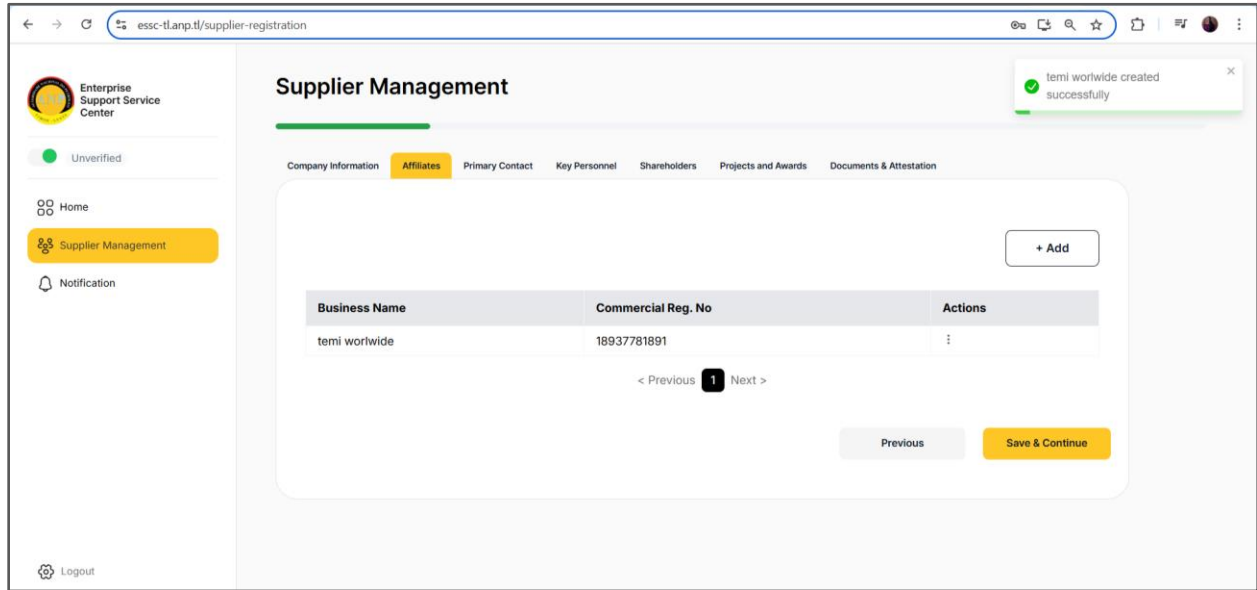 essc-tl.anp.tl/supplier-registration
Enterprise
Support Service
Center
Supplier Management
temi worlwide created
successfully
Unverified
Company Information Affiliates Primary Contact Key Personnel Shareholders Projects and Awards Documents & Attestation
Home
Supplier Management
Notification
+ Add
Business Name Commercial Reg. No Actions
temi worlwide 18937781891
< Previous 1 Next >
Previous Save & Continue
Logout